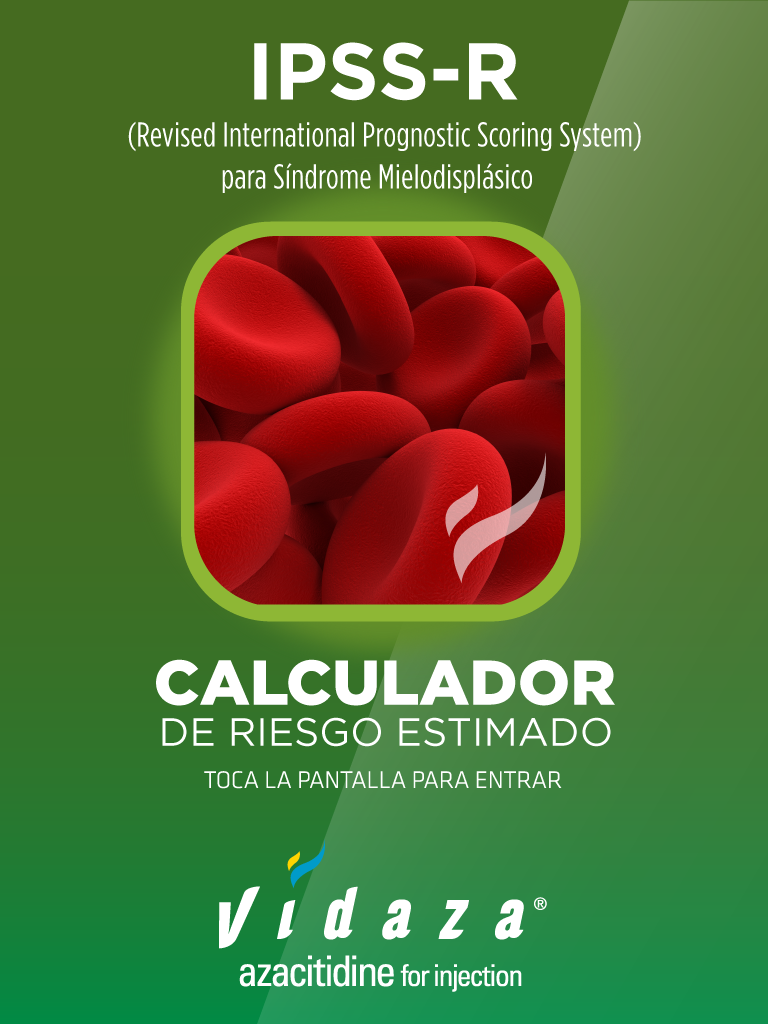 IPSS-R
(Revised International Prognostic Scoring System)
para Síndrome Mielodisplásico
CALCULADOR
DE RIESGO ESTIMADO
TOCA LA PANTALLA PARA ENTRAR
Vidaza®
azacitidine for injection